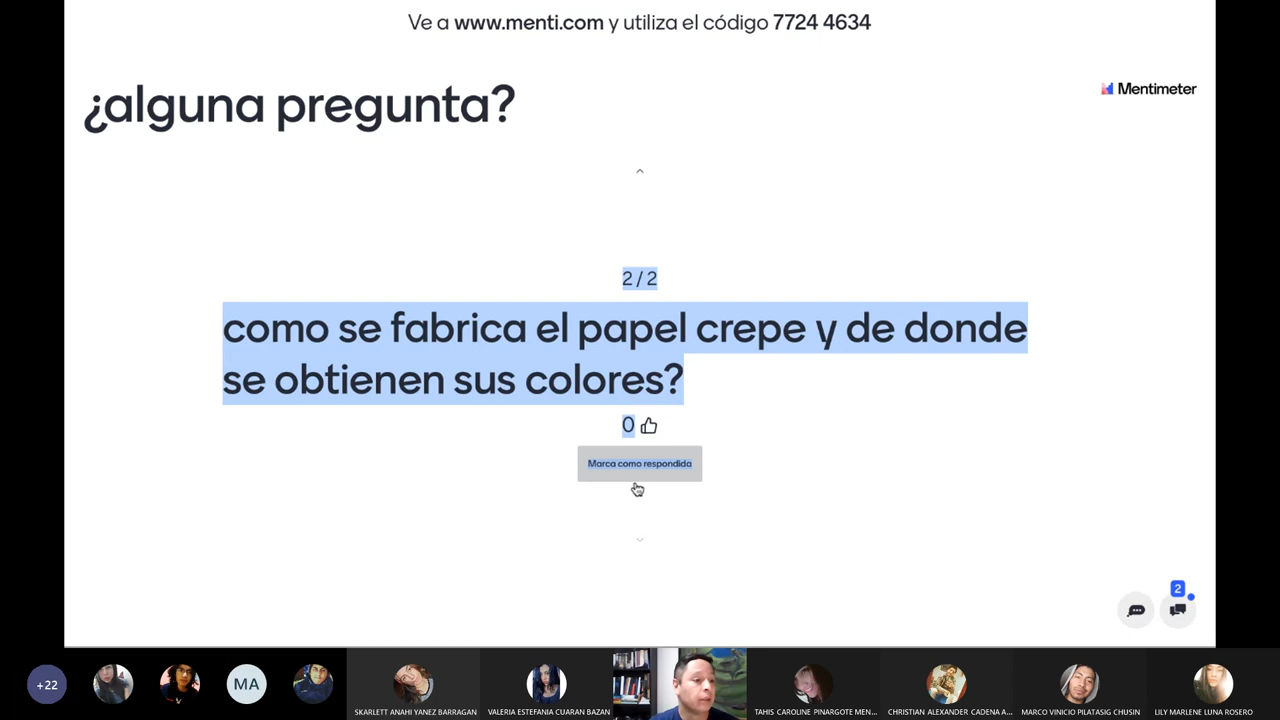 Ve a www.menti.com y utiliza el código 7724 4634
¿alguna pregunta?
Mentimeter
2 / 2
como se fabrica el papel crepe y de donde
se obtienen sus colores?
0
Marca como respondida
2
+22
MA
SKARLETT ANAHI YANEZ BARRAGAN
VALERIA ESTEFANIA CUARAN BAZAN
TAHIS CAROLINE PINARGOTE MEN...
CHRISTIAN ALEXANDER CADENA A...
MARCO VINICIO PILATASIG CHUSIN
LILY MARLENE LUNA ROSERO